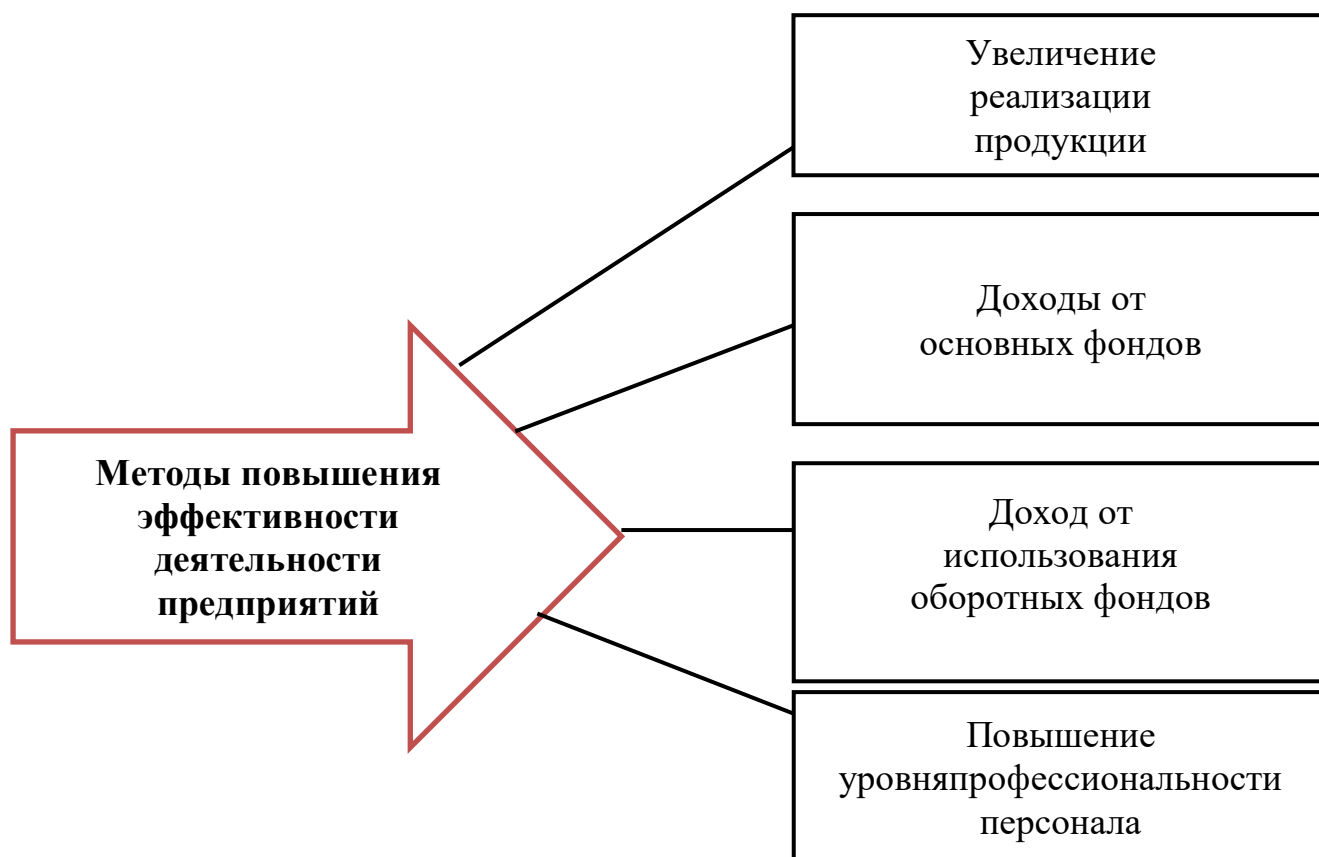 Увеличение
реализации
продукции
Доходы от
основных фондов
Методы повышения
эффективности
деятельности
предприятий
Доход от
использования
оборотных фондов
Повышение
уровняпрофессиональности
персонала